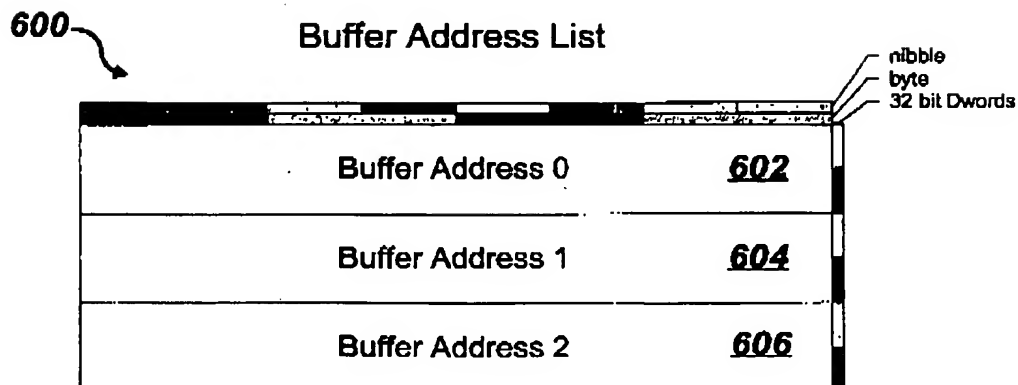 600
Buffer Address List
nibble
byte
32 bit Dwords
Buffer Address 0 602
Buffer Address 1 604
Buffer Address 2 606